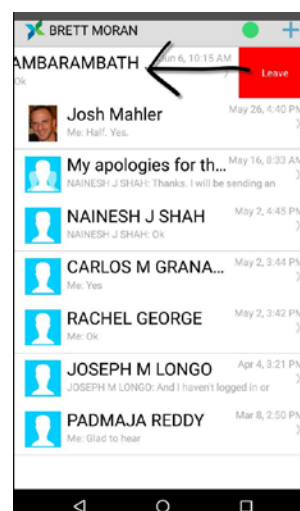 BRETT MORAN
AMBARAMBATH Jun 6, 10:15 AM
Ok
Leave
Josh Mahler May 26, 4:40 PM
Me: Half. Yes.
My apologies for th... May 16, 8:33 AM
NAINESH J SHAH: Thanks. I will be sending an
NAINESH J SHAH May 2, 4:45 PM
NAINESH J SHAH: Ok
CARLOS M GRANA... May 2, 3:44 PM
Me: Yes
RACHEL GEORGE May 2, 3:42 PM
Me: Ok
JOSEPH M LONGO Apr 4, 3:21 PM
JOSEPH M LONGO: And I haven't logged in or
PADMAJA REDDY Mar 8, 2:50 PM
Me: Glad to hear